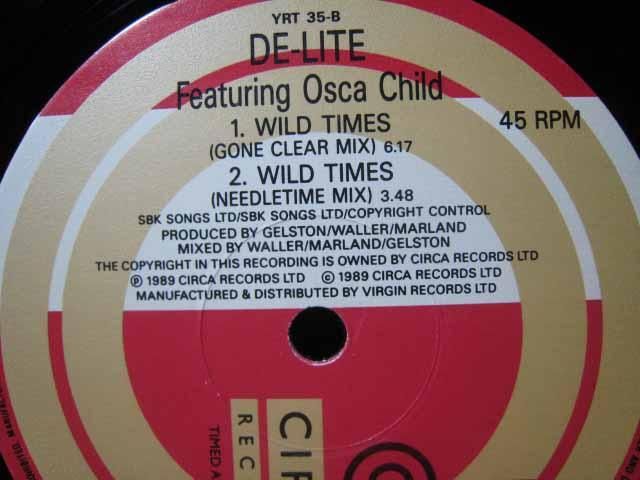 YRT 35-B
DE-LITE
Featuring Osca Child
1. WILD TIMES
45 RPM
(GONE CLEAR MIX) 6.17
2. WILD TIMES
(NEEDLETIME MIX) 3.48
SBK SONGS LTD/SBK SONGS LTD/COPYRIGHT CONTROL
PRODUCED BY GELSTON/WALLER/MARLAND
MIXED BY WALLER/MARLAND/GELSTON
THE COPYRIGHT IN THIS RECORDING IS OWNED BY CIRCA RECORDS LTD
℗ 1989 CIRCA RECORDS LTD © 1989 CIRCA RECORDS LTD
MANUFACTURED & DISTRIBUTED BY VIRGIN RECORDS LTD
CIR
REC
TIMED A